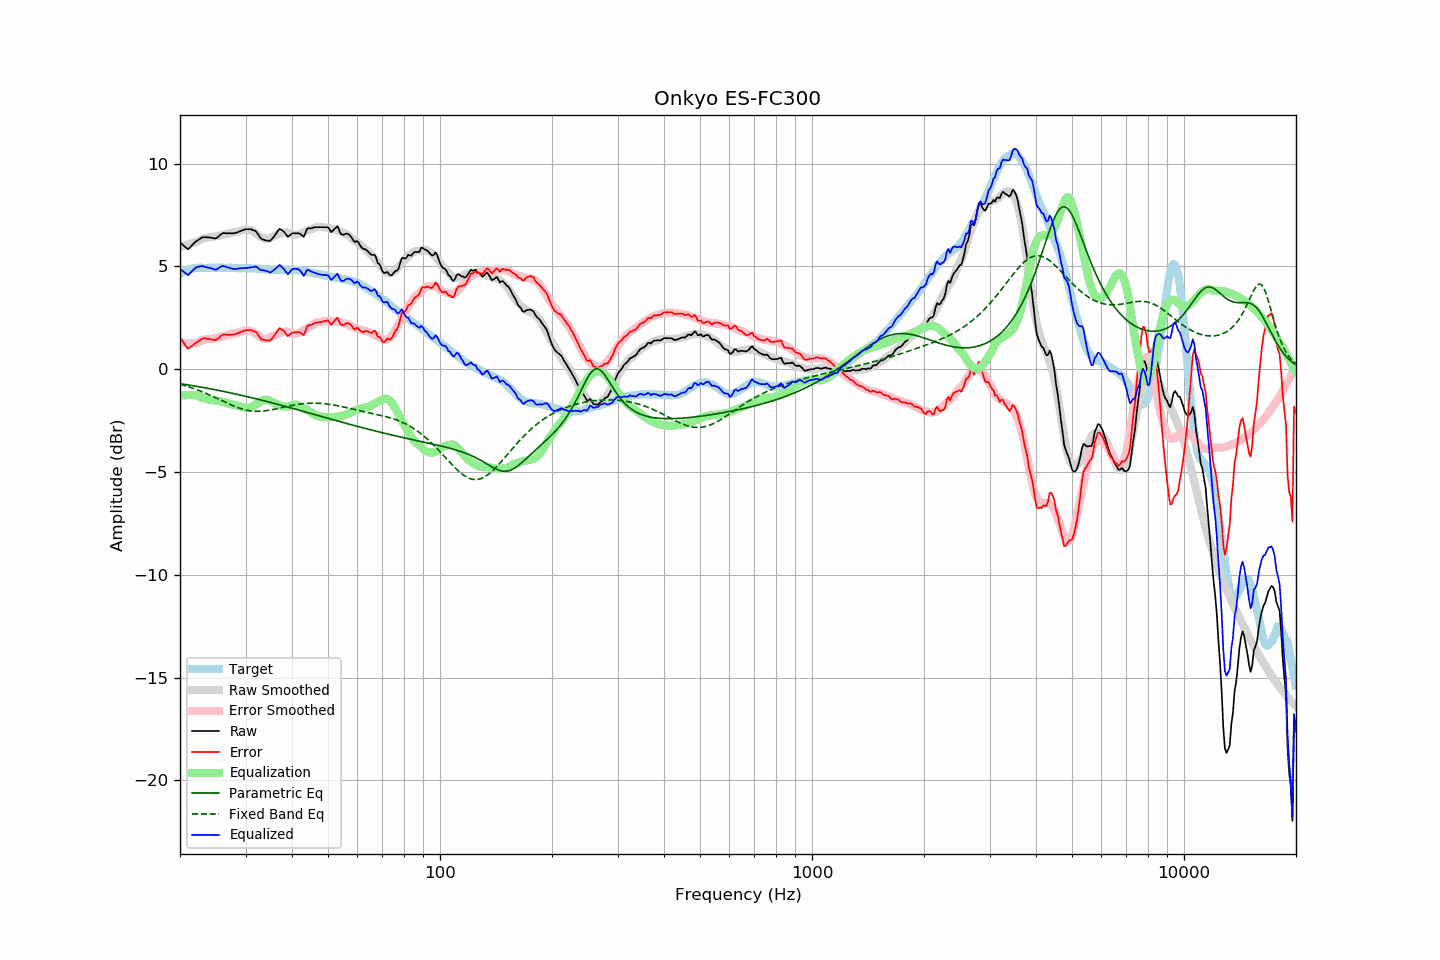 Onkyo ES-FC300
10
5
0
−5
−10
−15
−20
Amplitude (dBr)
Target
Raw Smoothed
Error Smoothed
Raw
Error
Equalization
Parametric Eq
Fixed Band Eq
Equalized
100
1000
10000
Frequency (Hz)